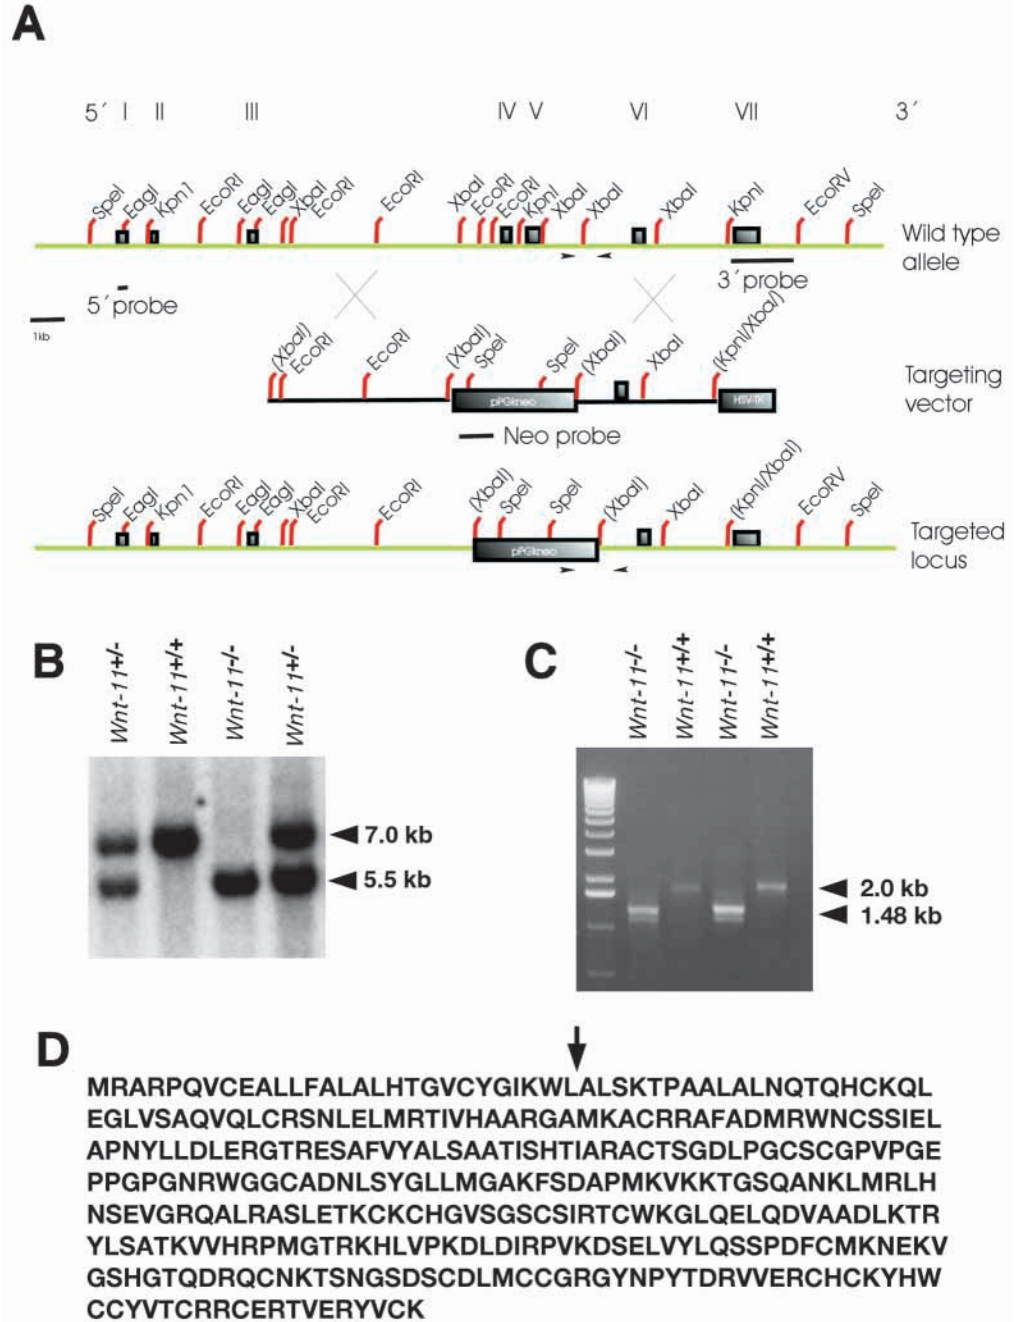 A
5´ I II III IV V VI VII 3´
SpeI EagI Kpn1 EcoRI EagI EagI XbaI EcoRI EcoRI XbaI EcoRI EcoRI KpnI XbaI XbaI XbaI KpnI EcoRV SpeI
Wild type
allele
5´probe
3´probe
1kb
(XbaI) EcoRI EcoRI (XbaI) SpeI SpeI (XbaI) XbaI (KpnI/XbaI)
pPGkneo
HSV-TK
Targeting
vector
Neo probe
SpeI EagI Kpn1 EcoRI EagI EagI XbaI EcoRI EcoRI (XbaI) SpeI SpeI (XbaI) XbaI (KpnI/XbaI) EcoRV SpeI
pPGkneo
Targeted
locus
B
Wnt-11+/- Wnt-11+/+ Wnt-11-/- Wnt-11+/-
7.0 kb
5.5 kb
C
Wnt-11-/- Wnt-11+/+ Wnt-11-/- Wnt-11+/+
2.0 kb
1.48 kb
D
MRARPQVCEALLFALALHTGVCYGIKWLALSKTPAALALNQTQHCKQL
EGLVSAQVQLCRSNLELMRTIVHAARGAMKACRRAFADMRWNCSSIEL
APNYLLDLERGTRESAFVYALSAATISHTIARACTSGDLPGCSCGPVPGE
PPGPGNRWGGCADNLSYGLLMGAKFSDAPMKVKKTGSQANKLMRLH
NSEVGRQALRASLETKCKCHGVSGSCSIRTCWKGLQELQDVAADLKTR
YLSATKVVHRPMGTRKHLVPKDLDIRPVKDSELVYLQSSPDFCMKNEKV
GSHGTQDRQCNKTSNGSDSCDLMCCGRGYNPYTDRVVERCHCKYHW
CCYVTCRRCERTVERYVCK